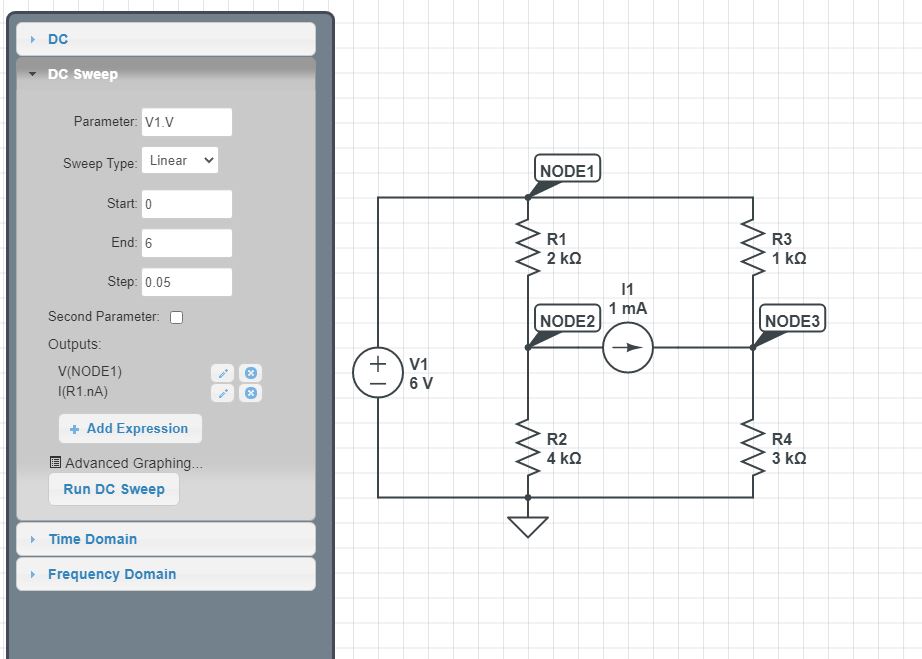 DC
DC Sweep
Parameter: V1.V
Sweep Type: Linear
Start: 0
End: 6
Step: 0.05
Second Parameter:
Outputs:
V(NODE1)
I(R1.nA)
+ Add Expression
Advanced Graphing...
Run DC Sweep
Time Domain
Frequency Domain
NODE1
R1
2 kΩ
R3
1 kΩ
I1
1 mA
NODE2
NODE3
V1
6 V
R2
4 kΩ
R4
3 kΩ